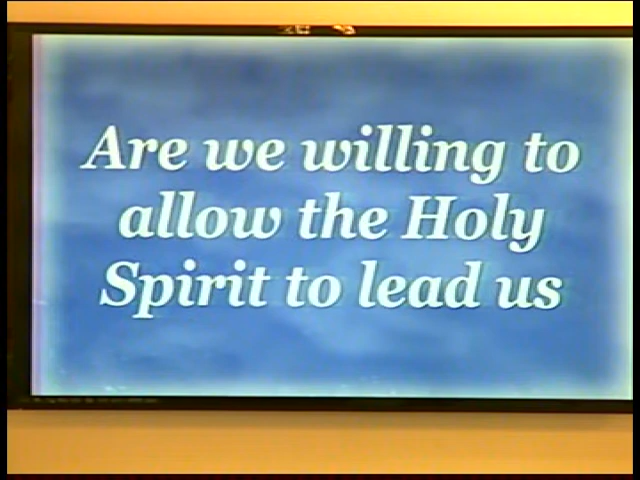 Are we willing to
allow the Holy
Spirit to lead us